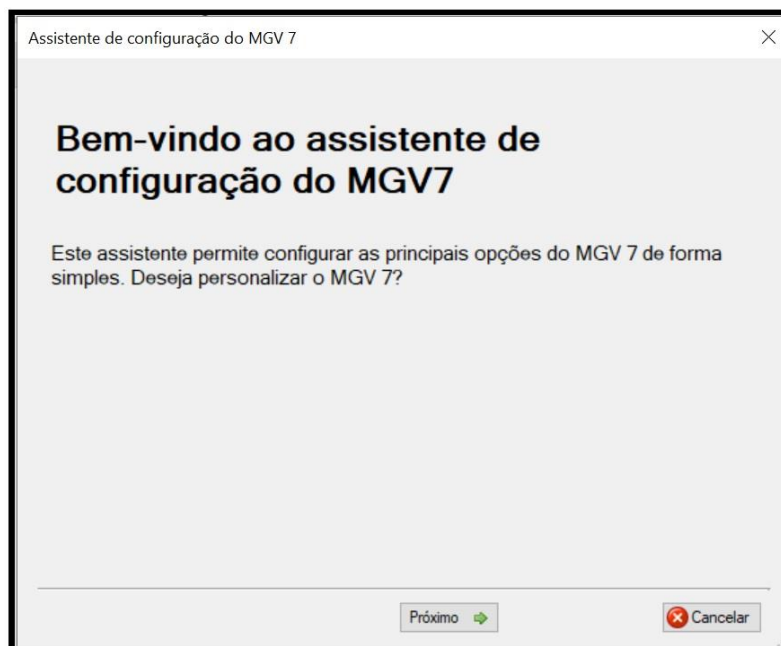 Assistente de configuração do MGV 7
Bem-vindo ao assistente de
configuração do MGV7
Este assistente permite configurar as principais opções do MGV 7 de forma
simples. Deseja personalizar o MGV 7?
Próximo
Cancelar